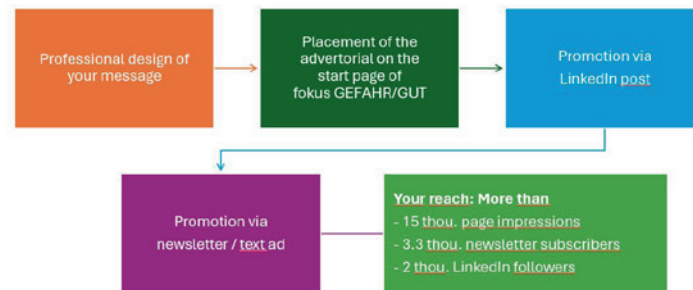 Professional design of
your message
Placement of the
advertorial on the
start page of
fokus GEFAHR/GUT
Promotion via
LinkedIn post
Promotion via
newsletter / text ad
Your reach: More than
- 15 thou. page impressions
- 3.3 thou. newsletter subscribers
- 2 thou. LinkedIn followers